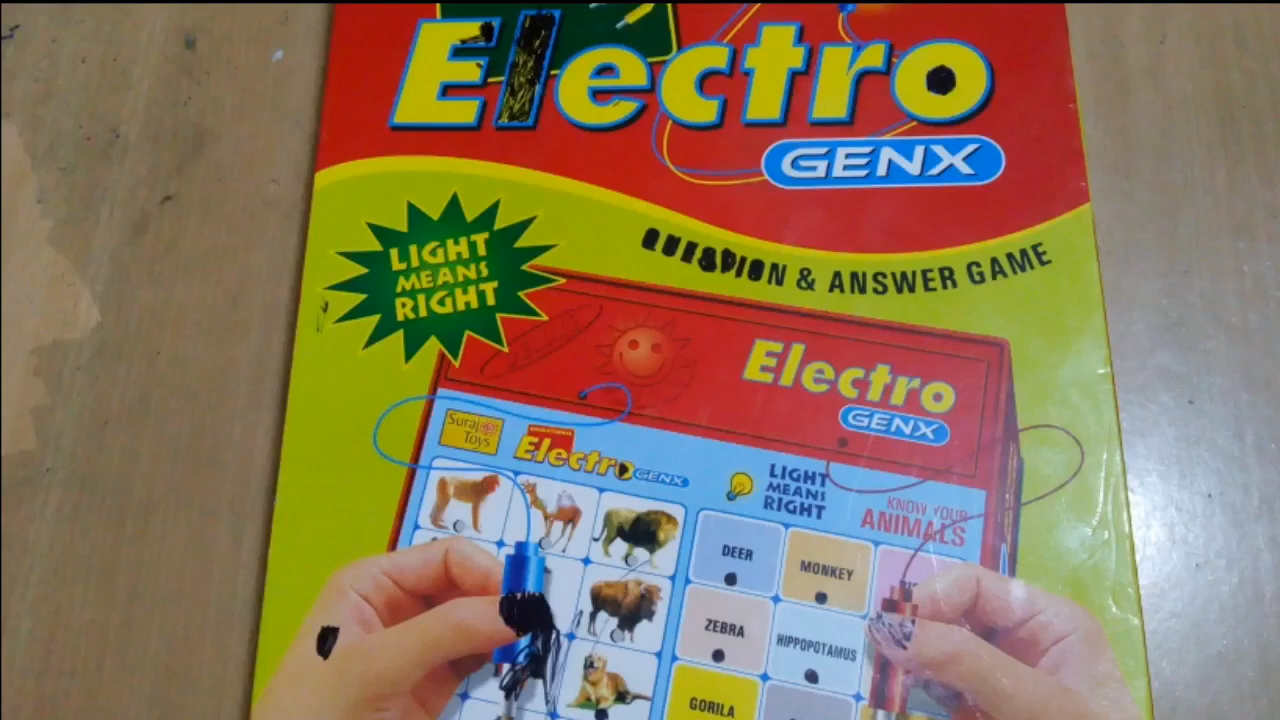 Electro
GENX
QUESTION & ANSWER GAME
LIGHT
MEANS
RIGHT
Electro
GENX
Suraj
Toys
Electro GENX
LIGHT
MEANS
RIGHT
KNOW YOUR
ANIMALS
DEER
MONKEY
ZEBRA
HIPPOPOTAMUS
GORILA